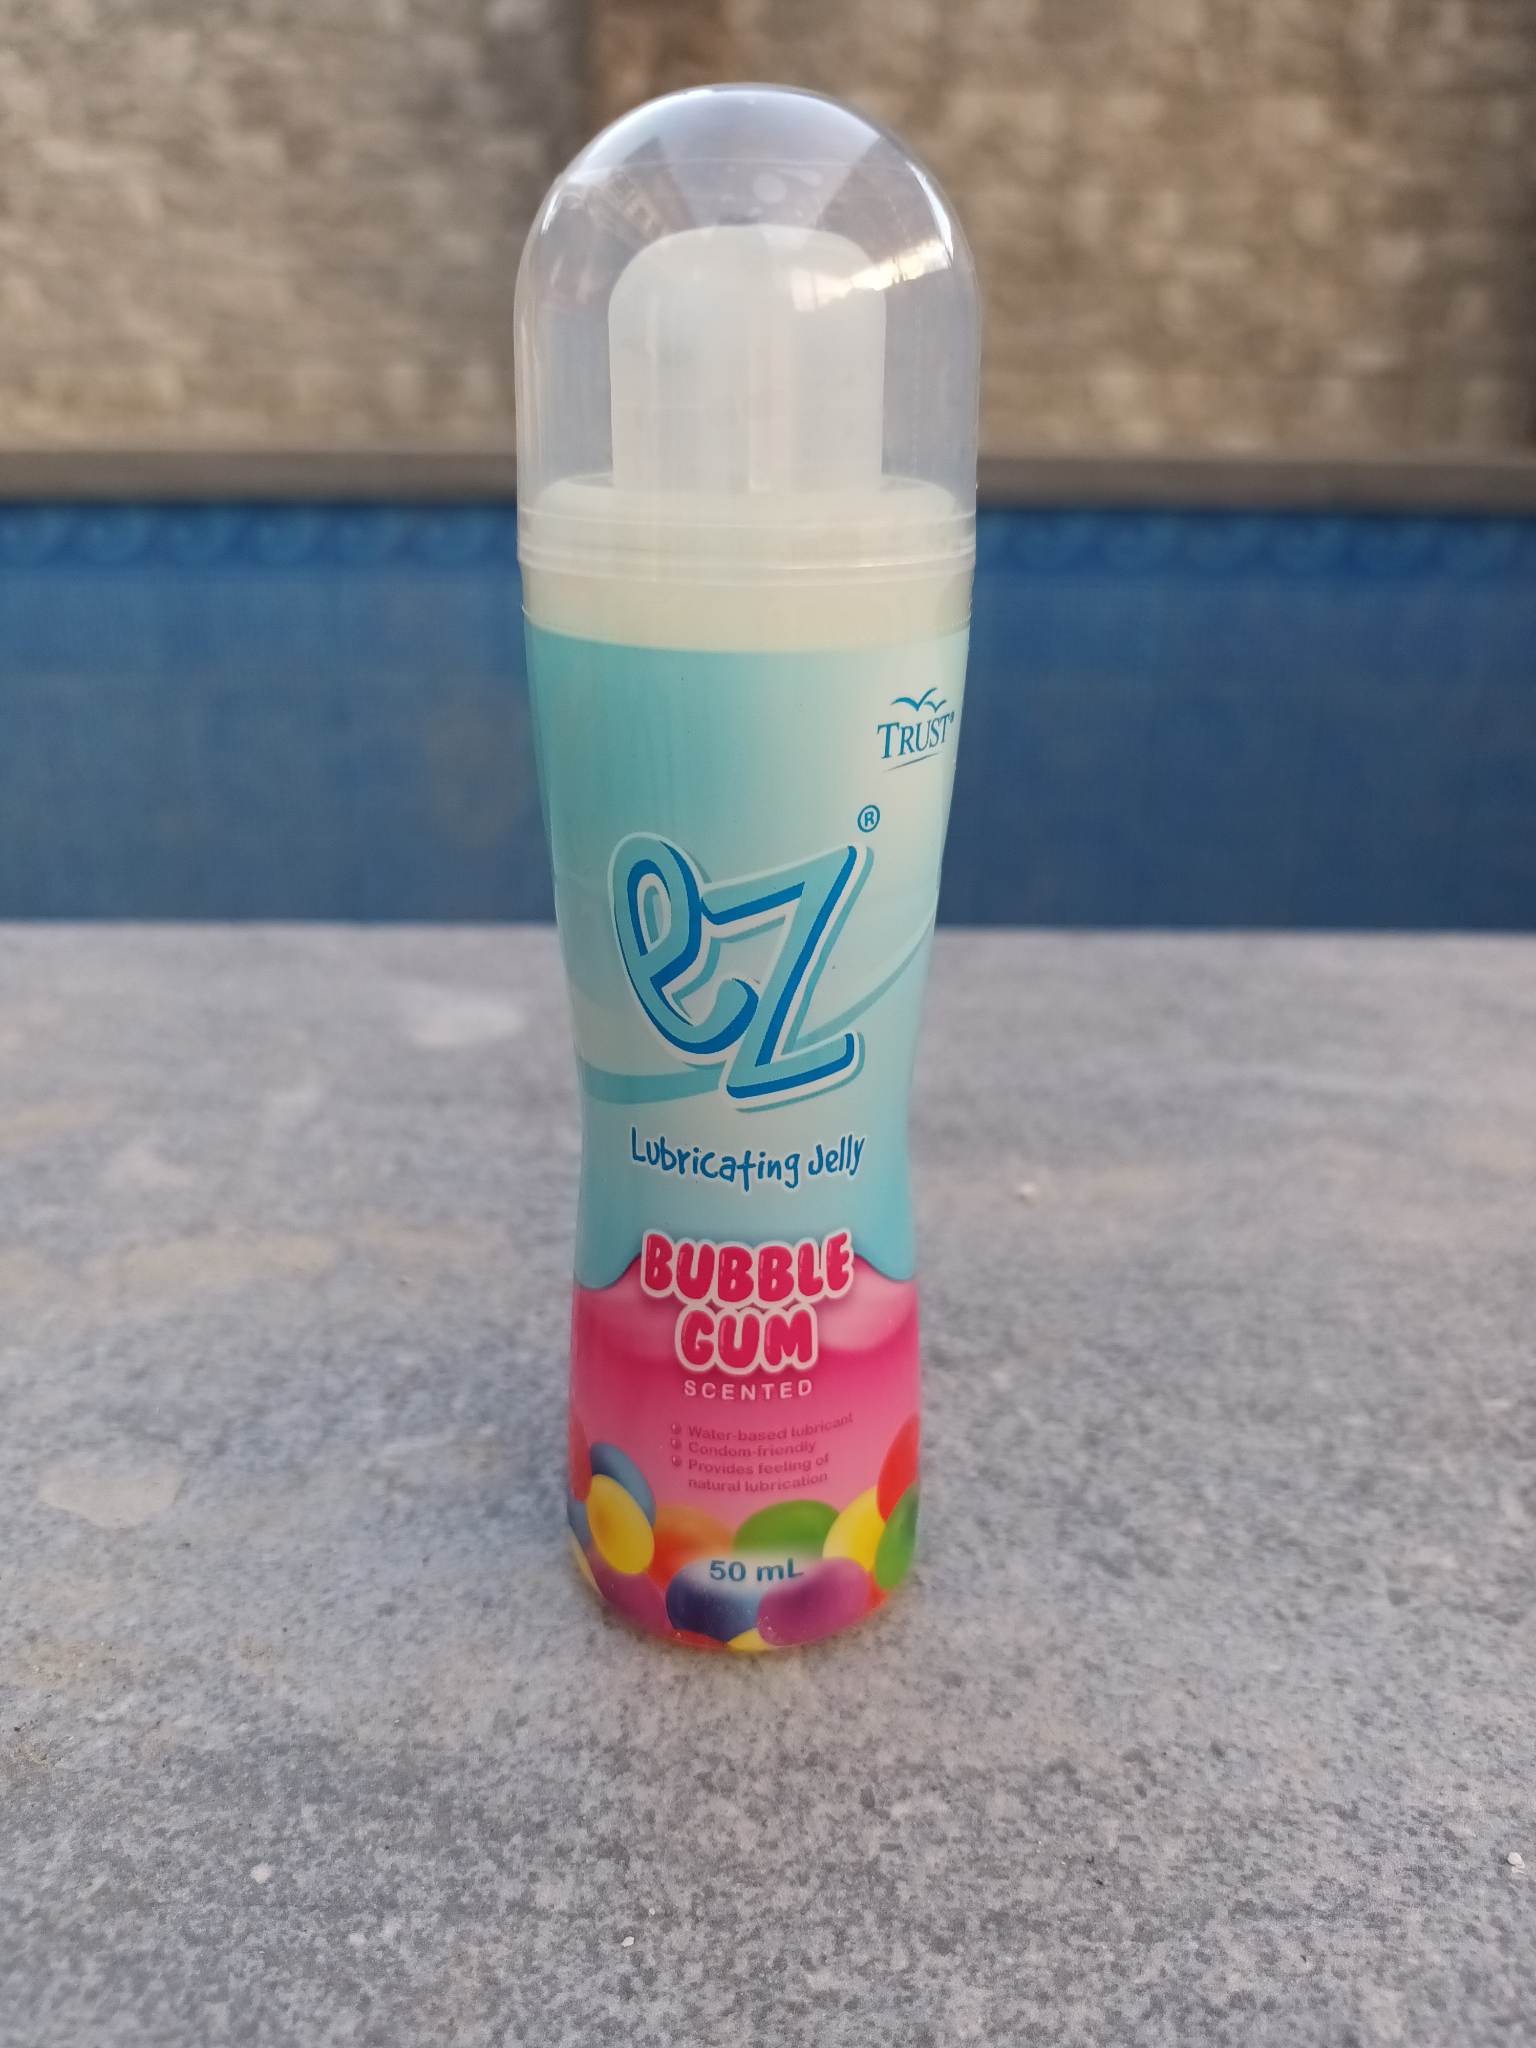 TRUST®
ez®
Lubricating Jelly
BUBBLE
GUM
SCENTED
Water-based lubricant
Condom-friendly
Provides feeling of
natural lubrication
50 mL